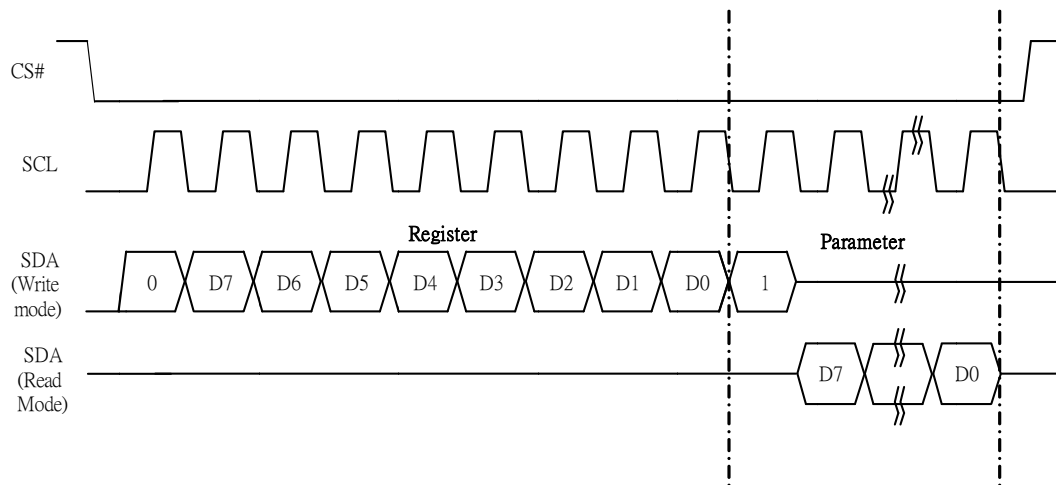 CS#
SCL
Register
Parameter
SDA
(Write
mode)
0 D7 D6 D5 D4 D3 D2 D1 D0 1
SDA
(Read
Mode)
D7 D0